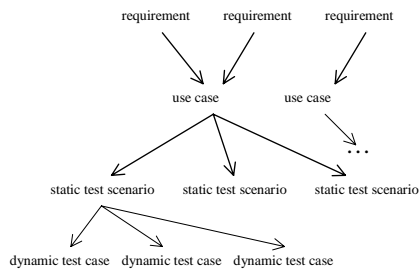 requirement requirement requirement
use case use case
...
static test scenario static test scenario static test scenario
dynamic test case dynamic test case dynamic test case